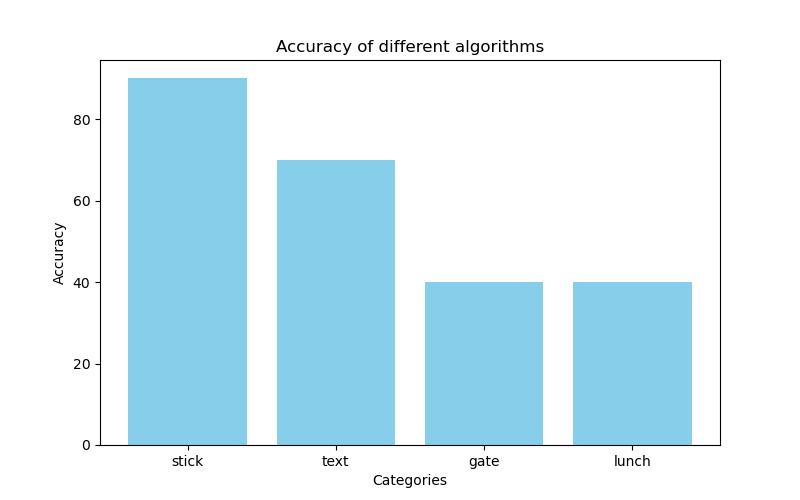 Accuracy of different algorithms
80
60
40
20
0
Accuracy
stick text gate lunch
Categories